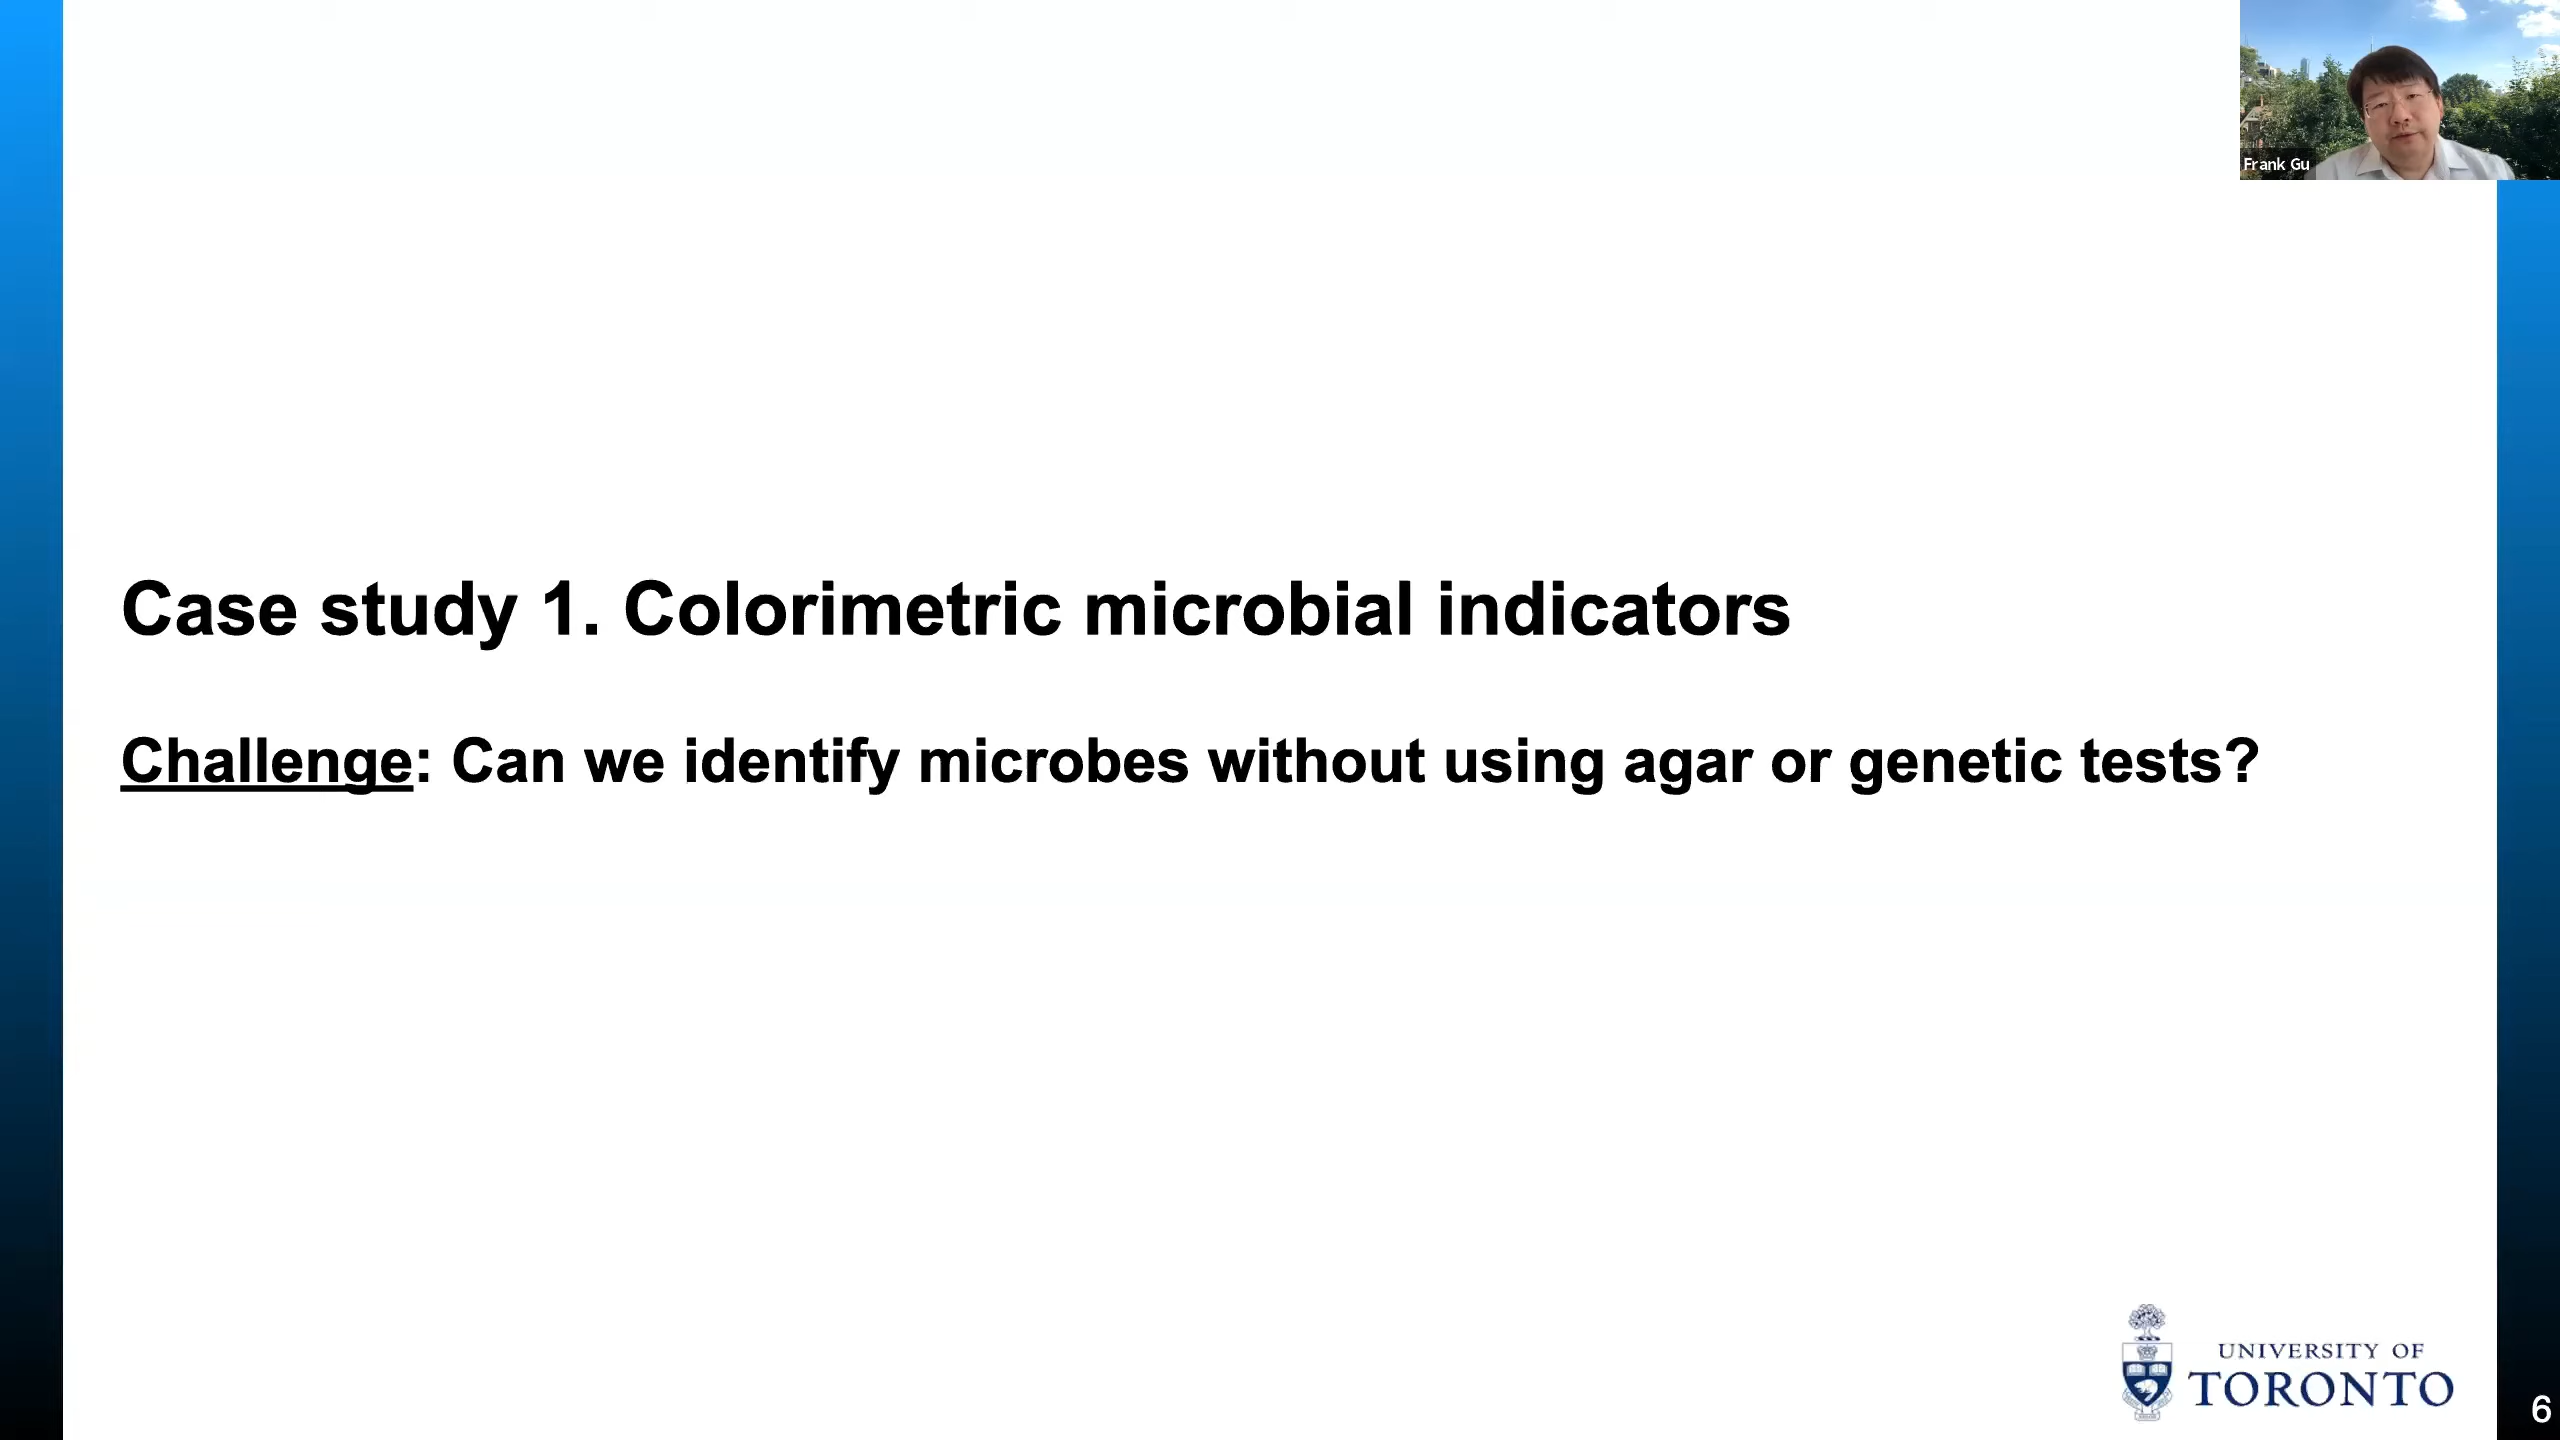 Frank Gu
Case study 1. Colorimetric microbial indicators
Challenge: Can we identify microbes without using agar or genetic tests?
UNIVERSITY OF
TORONTO
6